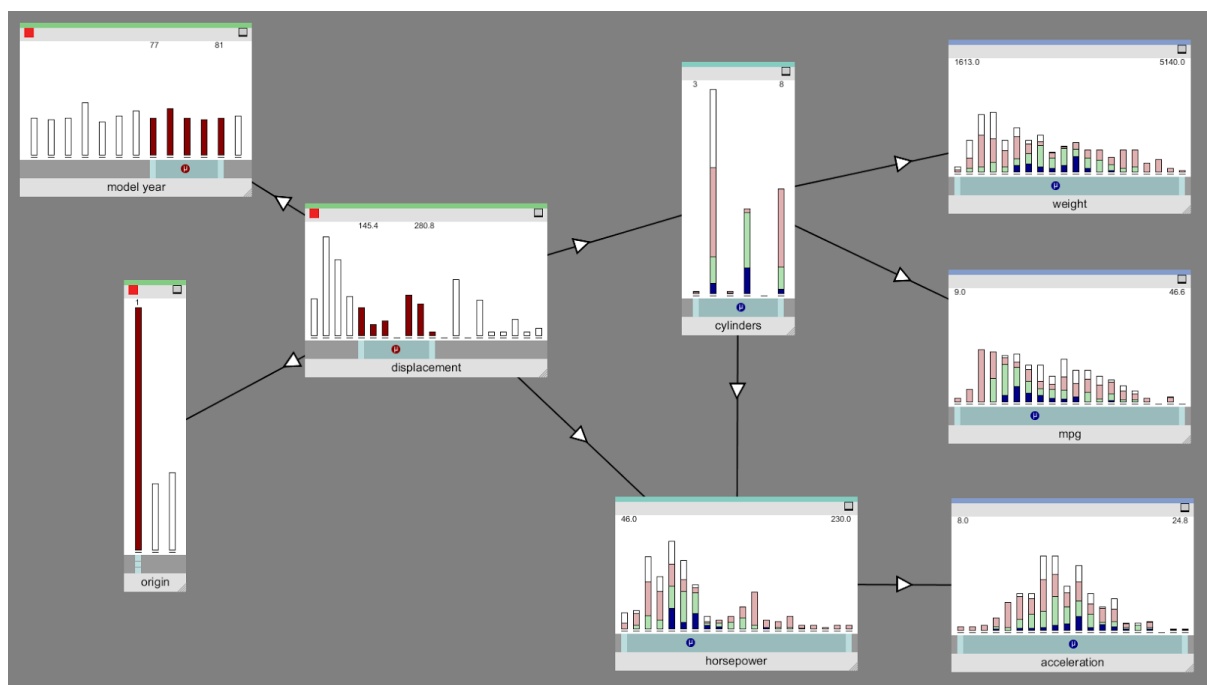 77 81
μ
model year
145.4 280.8
μ
displacement
1
origin
3 8
μ
cylinders
1613.0 5140.0
μ
weight
9.0 46.6
μ
mpg
46.0 230.0
μ
horsepower
8.0 24.8
μ
acceleration